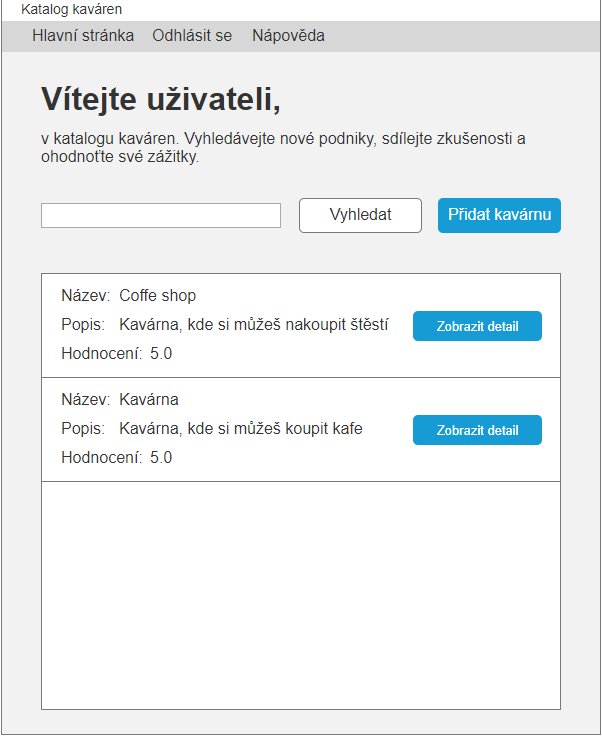 Katalog kaváren
Hlavní stránka Odhlásit se Nápověda
Vítejte uživateli,
v katalogu kaváren. Vyhledávejte nové podniky, sdílejte zkušenosti a
ohodnoťte své zážitky.
Vyhledat Přidat kavárnu
Název: Coffe shop
Popis: Kavárna, kde si můžeš nakoupit štěstí
Zobrazit detail
Hodnocení: 5.0
Název: Kavárna
Popis: Kavárna, kde si můžeš koupit kafe
Zobrazit detail
Hodnocení: 5.0